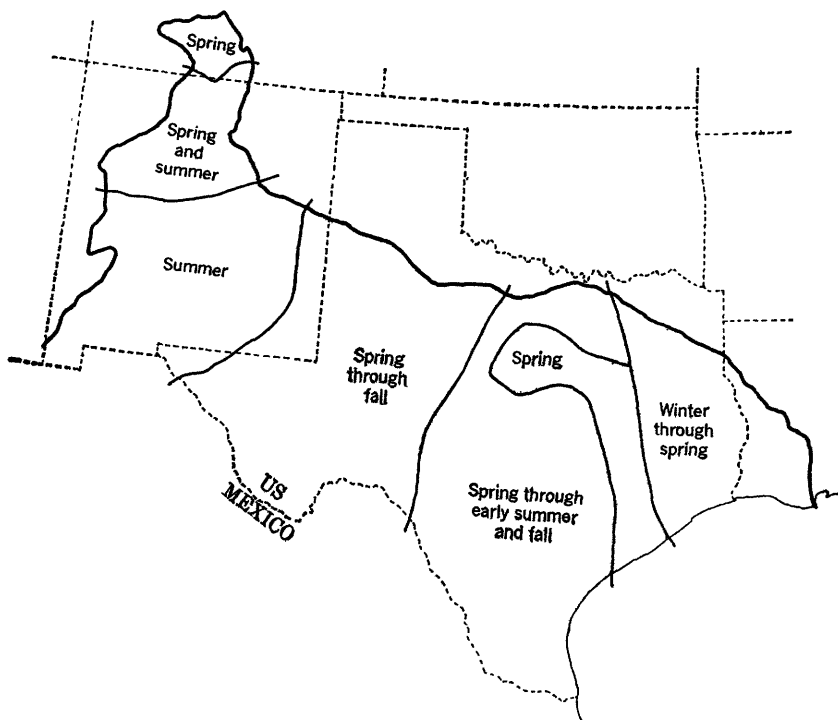 Spring
Spring
and
summer
Summer
Spring
through
fall
Spring
Winter
through
spring
Spring through
early summer
and fall
US
MEXICO